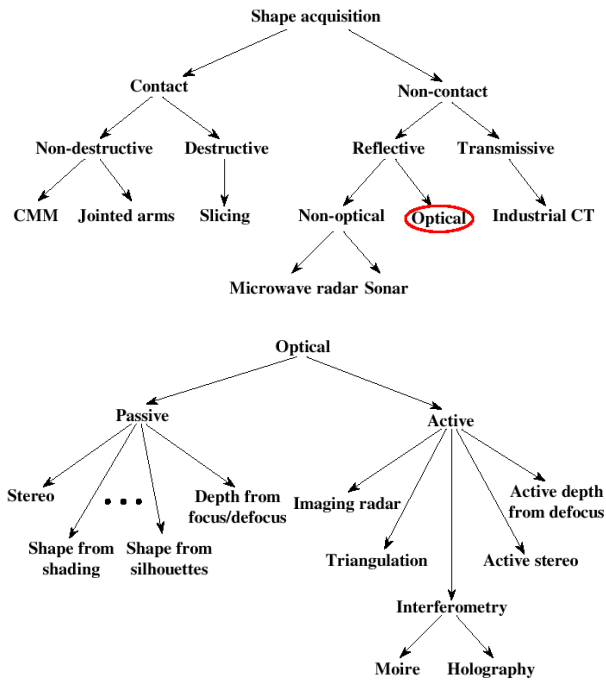 Shape acquisition
Contact
Non-contact
Non-destructive
Destructive
Reflective
Transmissive
CMM
Jointed arms
Slicing
Non-optical
Optical
Industrial CT
Microwave radar
Sonar
Optical
Passive
Active
Stereo
Depth from
focus/defocus
Shape from
shading
Shape from
silhouettes
Imaging radar
Active depth
from defocus
Triangulation
Active stereo
Interferometry
Moire
Holography